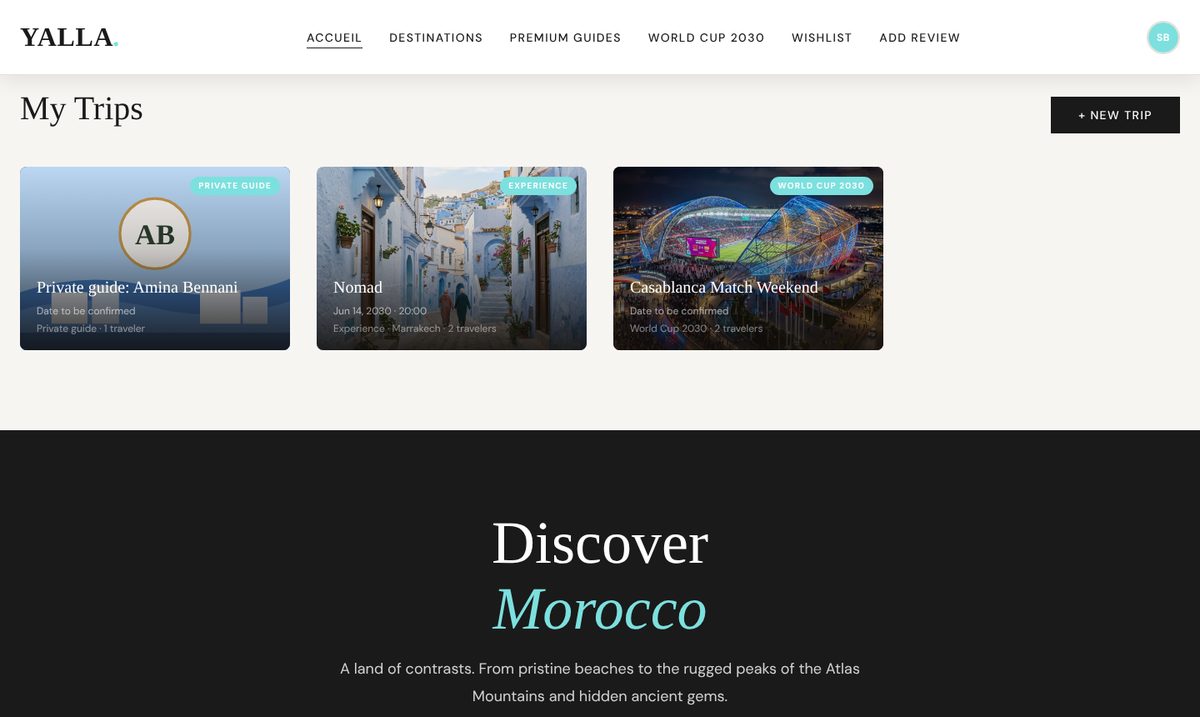 YALLA.
ACCUEIL DESTINATIONS PREMIUM GUIDES WORLD CUP 2030 WISHLIST ADD REVIEW
SB
My Trips
+ NEW TRIP
PRIVATE GUIDE
AB
Private guide: Amina Bennani
Date to be confirmed
Private guide · 1 traveler
EXPERIENCE
Nomad
Jun 14, 2030 · 20:00
Experience · Marrakech · 2 travelers
WORLD CUP 2030
Casablanca Match Weekend
Date to be confirmed
World Cup 2030 · 2 travelers
Discover
Morocco
A land of contrasts. From pristine beaches to the rugged peaks of the Atlas
Mountains and hidden ancient gems.